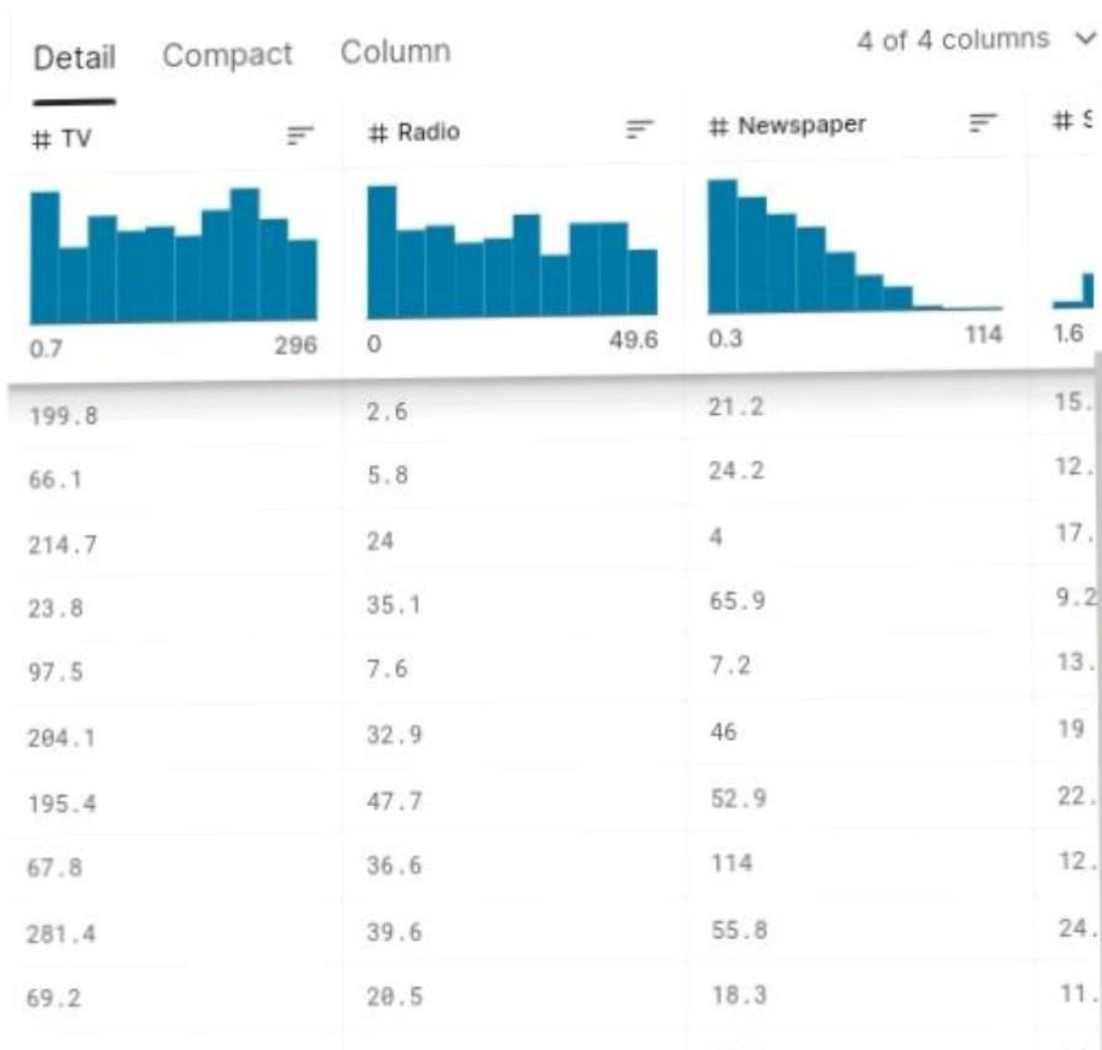 Detail Compact Column 4 of 4 columns
# TV # Radio # Newspaper # S
0.7 296 0 49.6 0.3 114 1.6
199.8 2.6 21.2 15.
66.1 5.8 24.2 12.
214.7 24 4 17.
23.8 35.1 65.9 9.2
97.5 7.6 7.2 13.
204.1 32.9 46 19
195.4 47.7 52.9 22.
67.8 36.6 114 12.
281.4 39.6 55.8 24.
69.2 20.5 18.3 11.